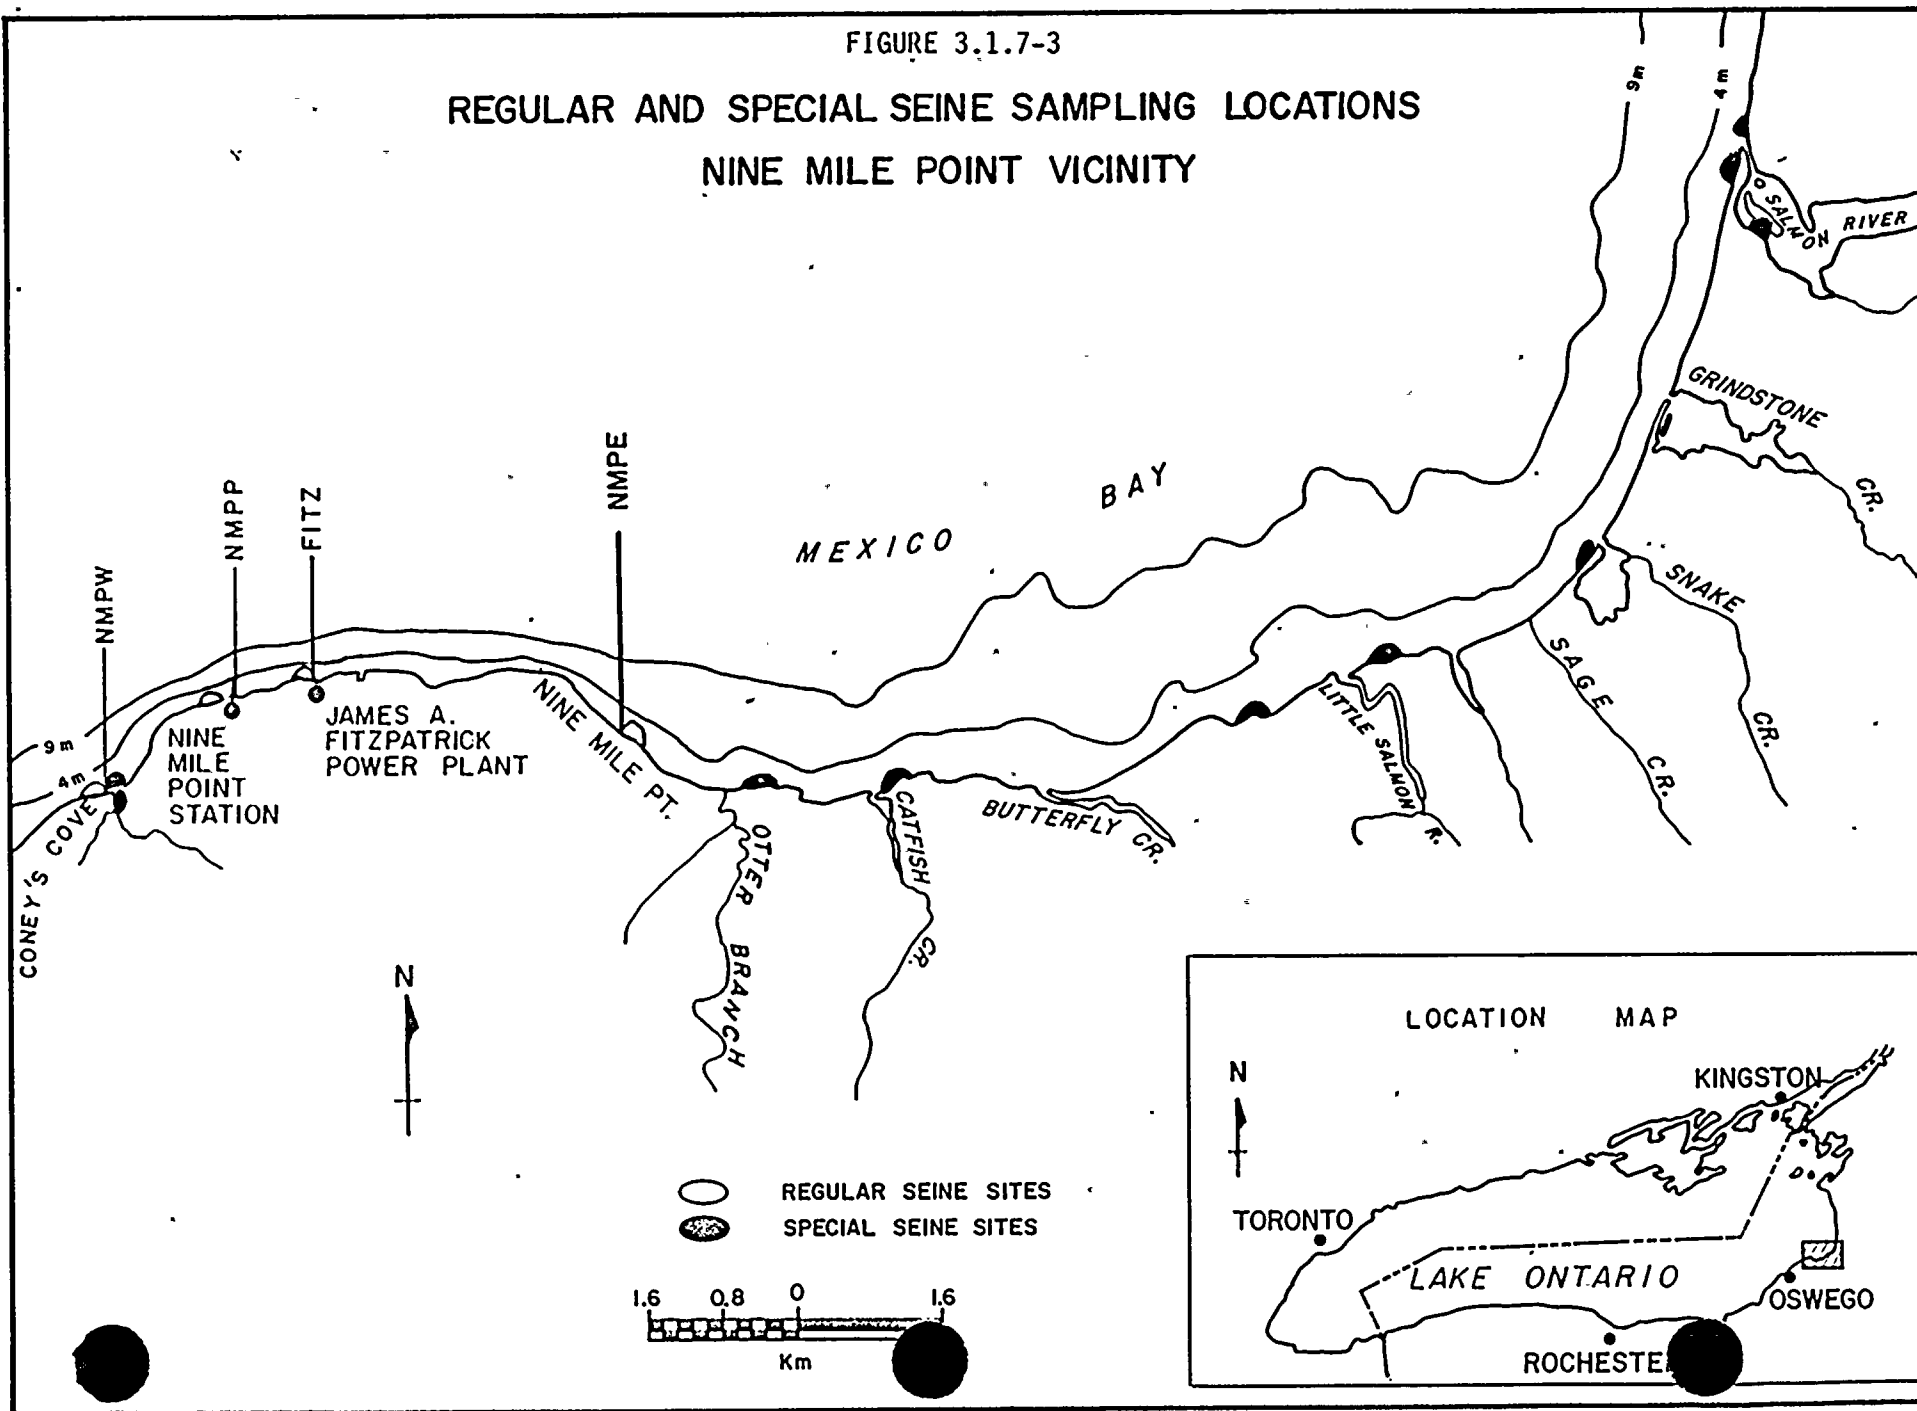 FIGURE 3.1.7-3
REGULAR AND SPECIAL SEINE SAMPLING LOCATIONS
NINE MILE POINT VICINITY
9m
4m
SALMON RIVER
GRINDSTONE CR.
SNAKE CR.
SAGE CR.
MEXICO BAY
NMPW
NMPP
FITZ
NMPE
9m
4m
NINE
MILE
POINT
STATION
JAMES A.
FITZPATRICK
POWER PLANT
NINE MILE PT.
CONEY'S COVE
OTTER BRANCH
CATFISH CR.
BUTTERFLY CR.
LITTLE SALMON R.
N
REGULAR SEINE SITES
SPECIAL SEINE SITES
1.6 0.8 0 1.6
Km
LOCATION MAP
N
KINGSTON
TORONTO
LAKE ONTARIO
OSWEGO
ROCHESTE